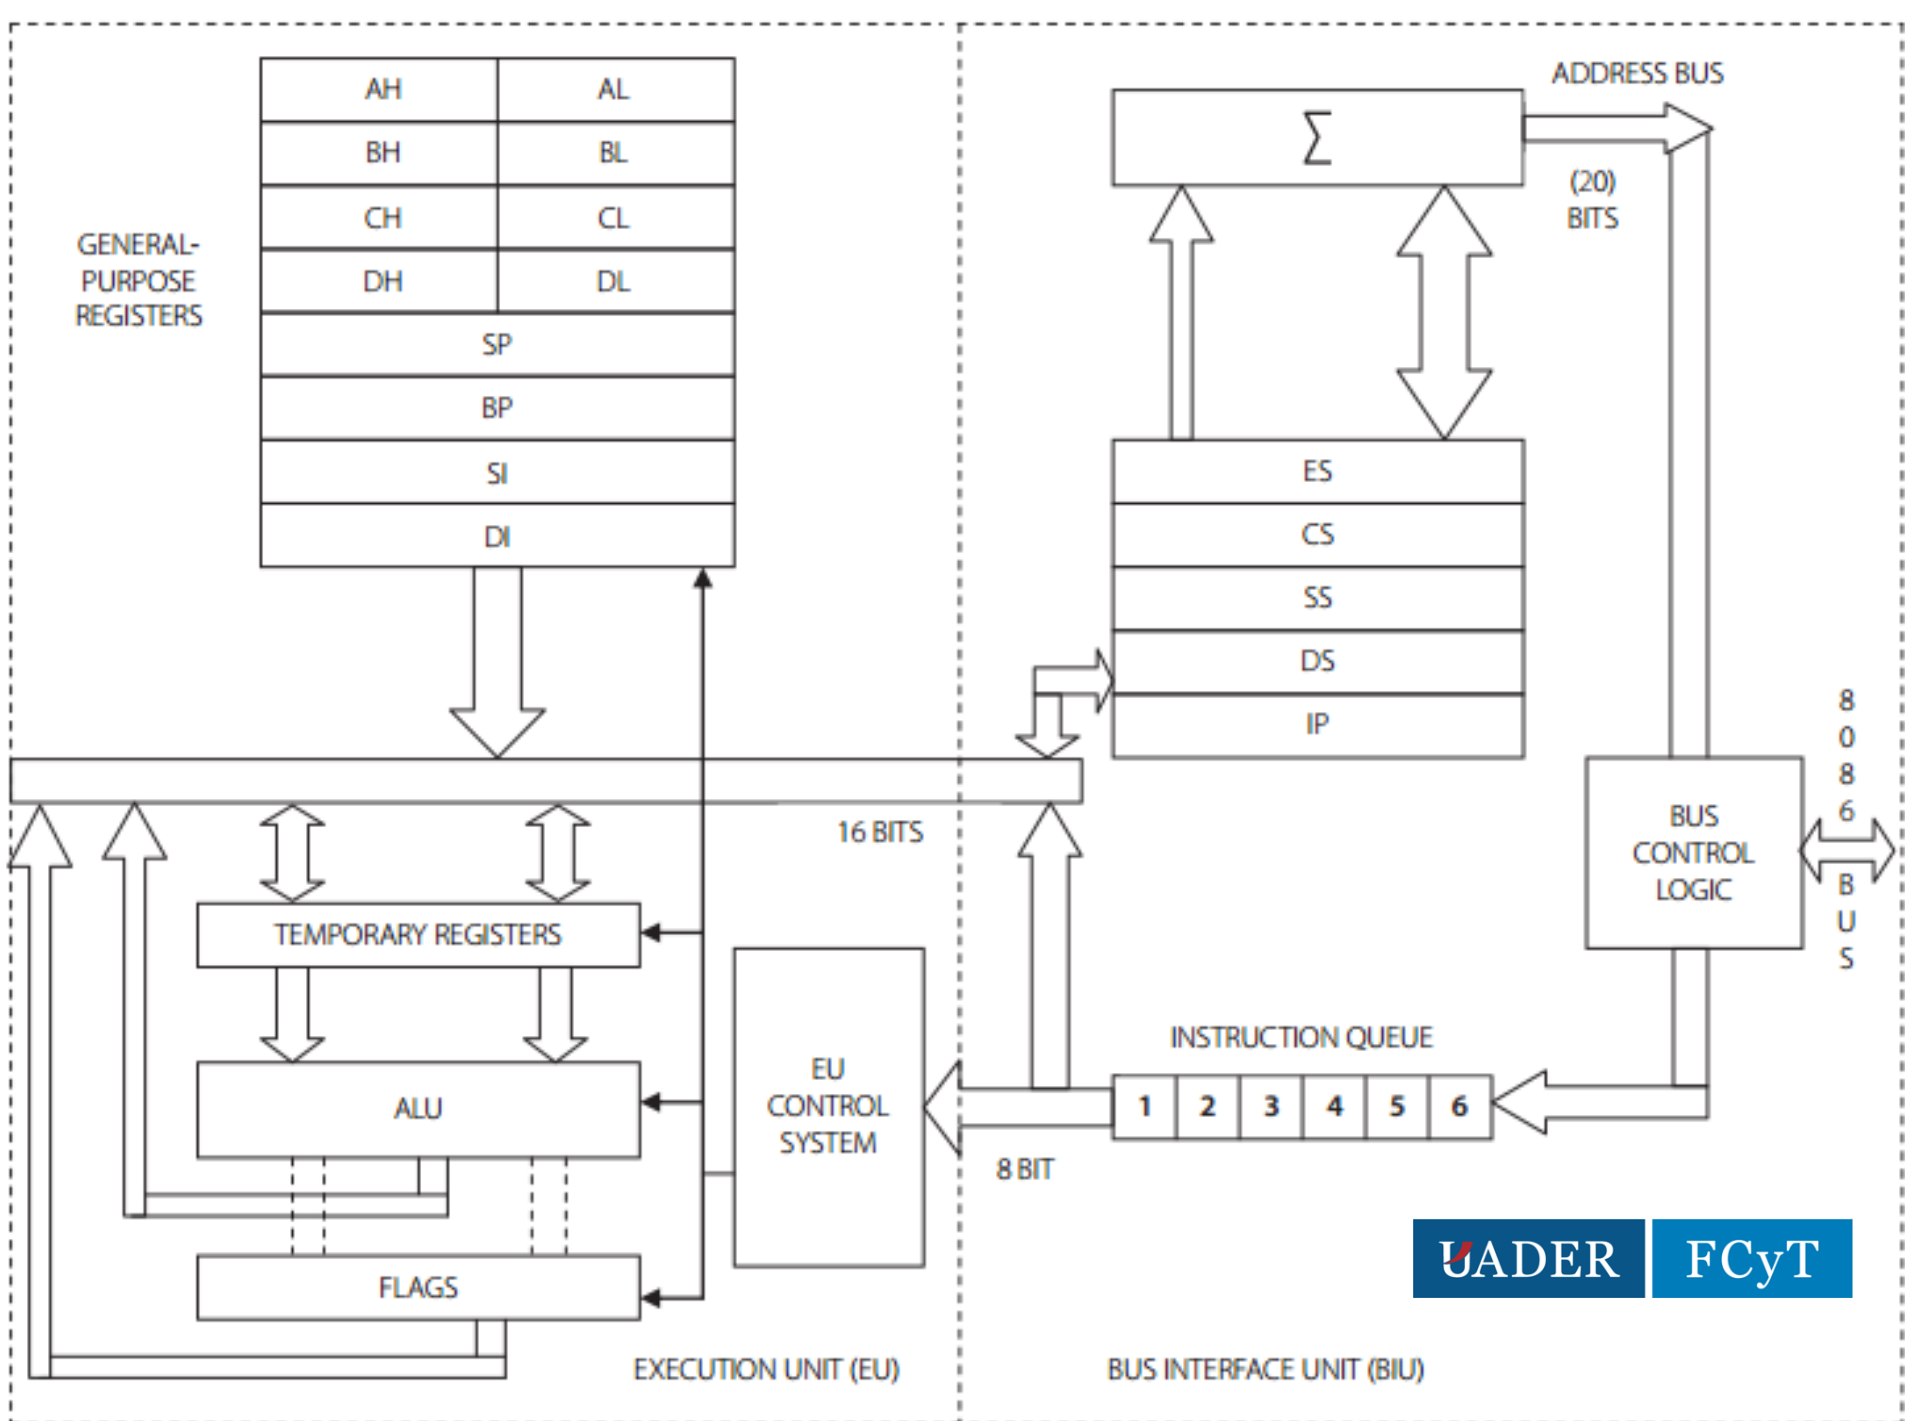 AH AL
BH BL
CH CL
DH DL
SP
BP
SI
DI
GENERAL-
PURPOSE
REGISTERS
16 BITS
TEMPORARY REGISTERS
ALU
FLAGS
EU
CONTROL
SYSTEM
EXECUTION UNIT (EU)
ADDRESS BUS
∑
(20)
BITS
ES
CS
SS
DS
IP
BUS
CONTROL
LOGIC
8
0
8
6
B
U
S
INSTRUCTION QUEUE
1 2 3 4 5 6
8 BIT
UADER FCyT
BUS INTERFACE UNIT (BIU)